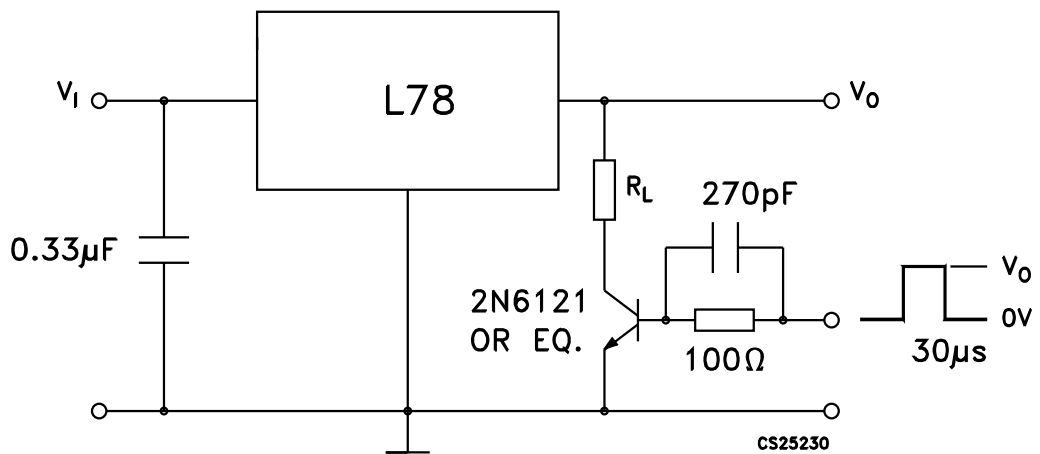 V_I
L78
V_O
R_L
270pF
0.33µF
2N6121
OR EQ.
100Ω
V_O
0V
30µs
CS25230